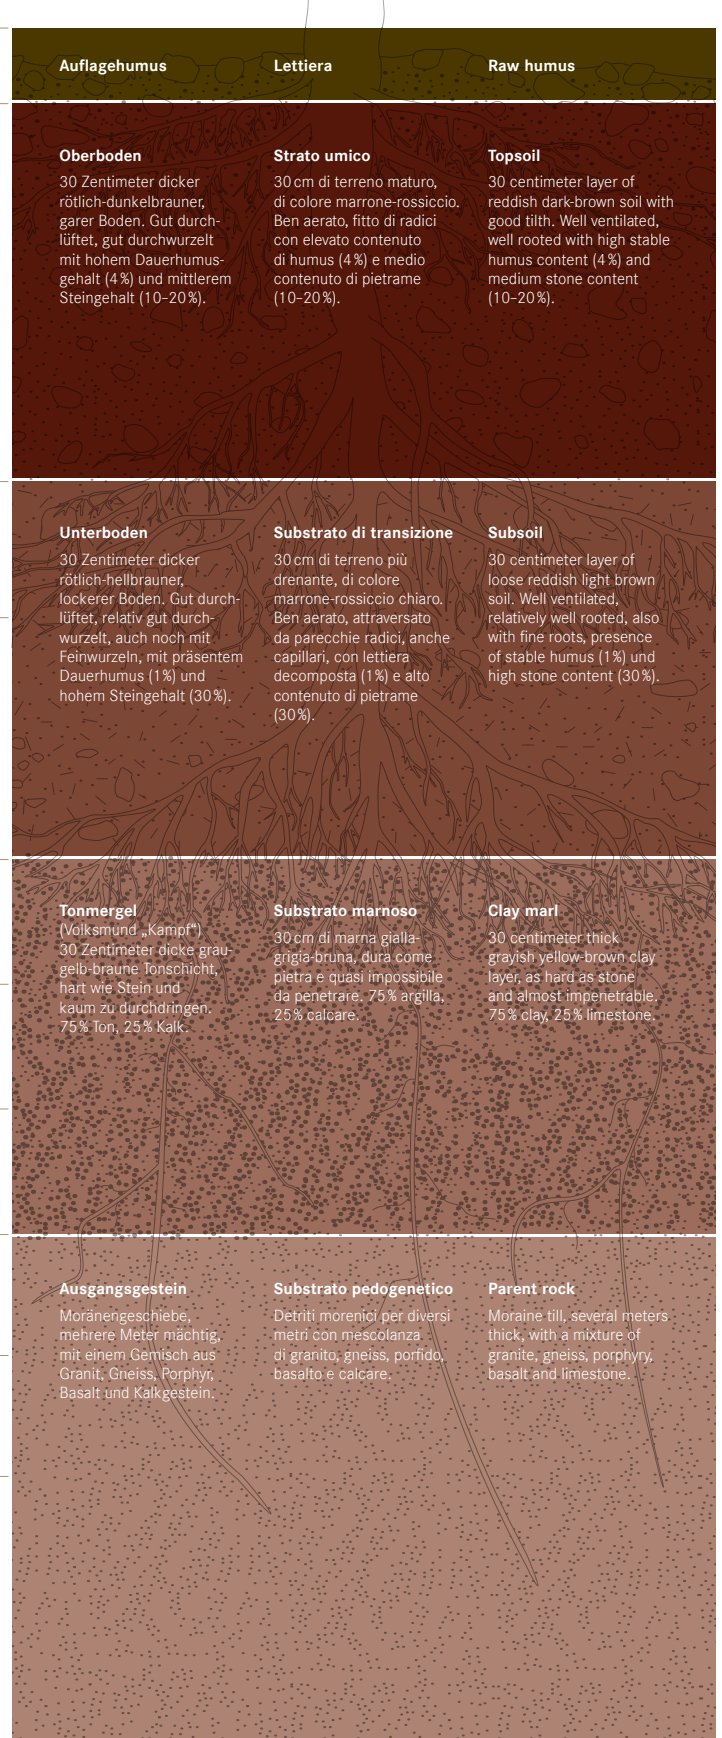 Auflagehumus
Lettiera
Raw humus
Oberboden
30 Zentimeter dicker
rötlich-dunkelbrauner,
garer Boden. Gut durch-
lüftet, gut durchwurzelt
mit hohem Dauerhumus-
gehalt (4 %) und mittlerem
Steingehalt (10–20 %).
Strato umico
30 cm di terreno maturo,
di colore marrone-rossiccio.
Ben aerato, fitto di radici
con elevato contenuto
di humus (4 %) e medio
contenuto di pietrame
(10–20 %).
Topsoil
30 centimeter layer of
reddish dark-brown soil with
good tilth. Well ventilated,
well rooted with high stable
humus content (4 %) and
medium stone content
(10–20 %).
Unterboden
30 Zentimeter dicker
rötlich-hellbrauner,
lockerer Boden. Gut durch-
lüftet, relativ gut durch-
wurzelt, auch noch mit
Feinwurzeln, mit präsentem
Dauerhumus (1 %) und
hohem Steingehalt (30 %).
Substrato di transizione
30 cm di terreno più
drenante, di colore
marrone-rossiccio chiaro.
Ben aerato, attraversato
da parecchie radici, anche
capillari, con lettiera
decomposta (1 %) e alto
contenuto di pietrame
(30 %).
Subsoil
30 centimeter layer of
loose reddish light brown
soil. Well ventilated,
relatively well rooted, also
with fine roots, presence
of stable humus (1 %) und
high stone content (30 %).
Tonmergel
(Volksmund „Kampf“)
30 Zentimeter dicke grau-
gelb-braune Tonschicht,
hart wie Stein und
kaum zu durchdringen.
75 % Ton, 25 % Kalk.
Substrato marnoso
30 cm di marna gialla-
grigia-bruna, dura come
pietra e quasi impossibile
da penetrare. 75 % argilla,
25 % calcare.
Clay marl
30 centimeter thick
grayish yellow-brown clay
layer, as hard as stone
and almost impenetrable.
75 % clay, 25 % limestone.
Ausgangsgestein
Moränengeschiebe,
mehrere Meter mächtig,
mit einem Gemisch aus
Granit, Gneiss, Porphyr,
Basalt und Kalkgestein.
Substrato pedogenetico
Detriti morenici per diversi
metri con mescolanza
di granito, gneiss, porfido,
basalto e calcare.
Parent rock
Moraine till, several meters
thick, with a mixture of
granite, gneiss, porphyry,
basalt and limestone.